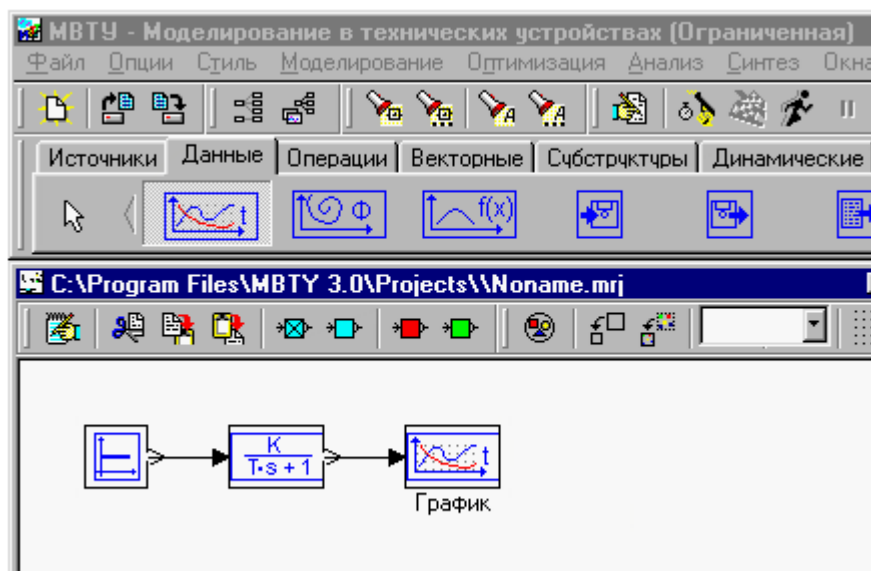 МВТУ - Моделирование в технических устройствах (Ограниченная)
Файл Опции Стиль Моделирование Оптимизация Анализ Синтез Окна
А А
Источники Данные Операции Векторные Субструктуры Динамические
t Ф f(x)
C:\Program Files\MBTY 3.0\Projects\\Noname.mrj
K
T·s + 1
t
График